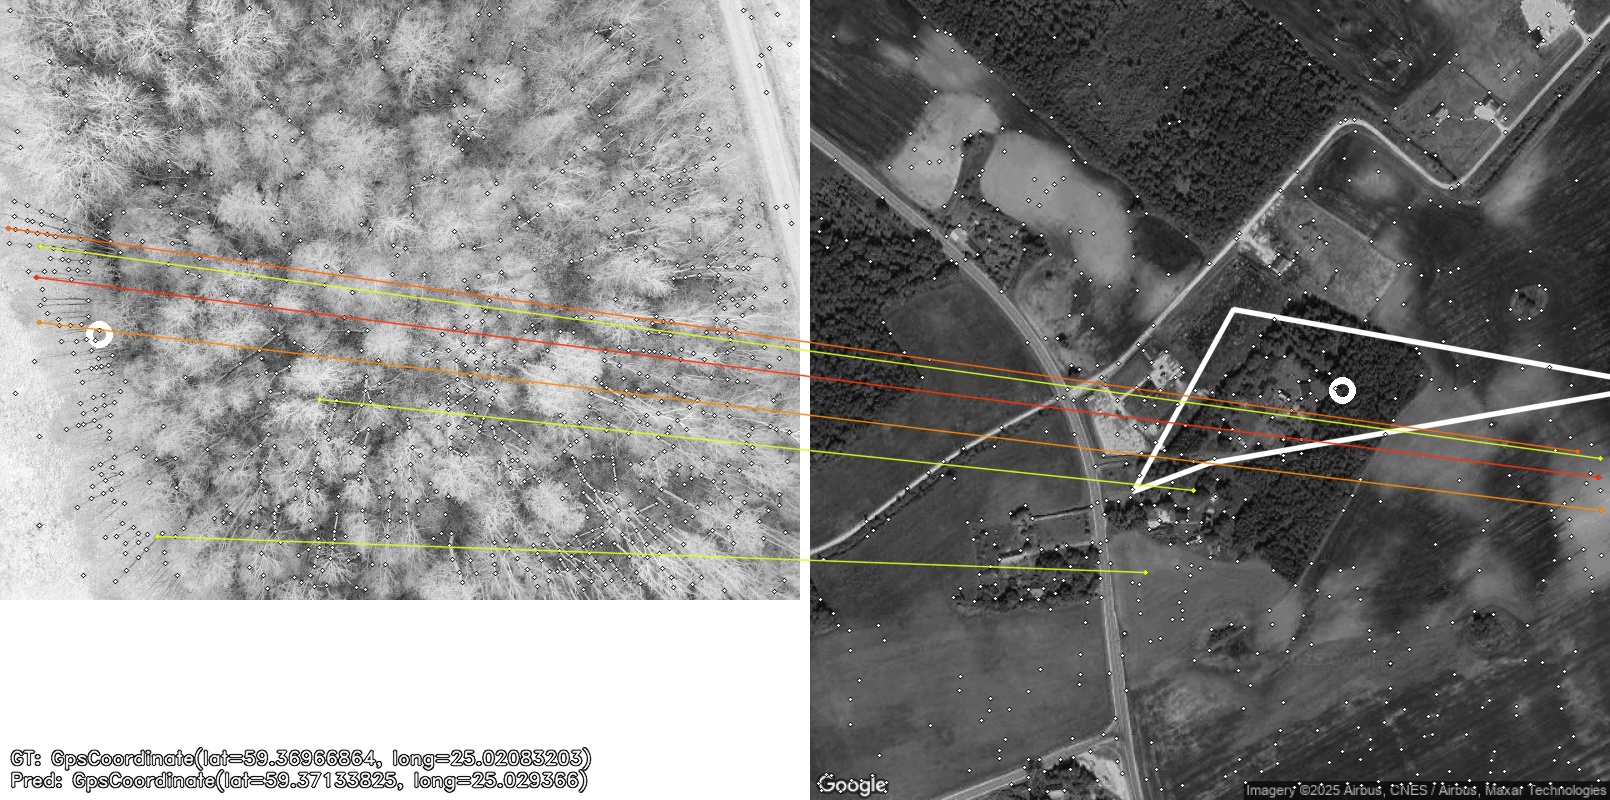 GT: GpsCoordinate(lat=59.36966864, long=25.02083203)
Pred: GpsCoordinate(lat=59.37133825, long=25.029366)
Google
Imagery ©2025 Airbus, CNES / Airbus, Maxar Technologies